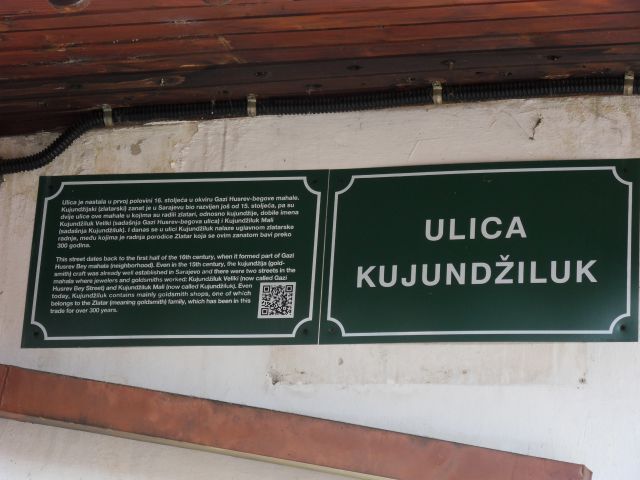 Ulica je nastala u prvoj polovini 16. stoljeća u okviru Gazi Husrev-begove mahale.
Kujundžijski (zlatarski) zanat je u Sarajevu bio razvijen još od 15. stoljeća, pa su
dvije ulice ove mahale u kojima su radili zlatari, odnosno kujundžije, dobile imena
Kujundžiluk Veliki (sadašnja Gazi Husrev-begova ulica) i Kujundžiluk Mali
(sadašnja Kujundžiluk). I danas se u ulici Kujundžiluk nalaze uglavnom zlatarske
radnje, među kojima je radnja porodice Zlatar koja se ovim zanatom bavi preko
300 godina.
This street dates back to the first half of the 16th century, when it formed part of Gazi
Husrev Bey mahala (neighborhood). Even in the 15th century, the kujundžija (gold-
smith) craft was already well established in Sarajevo and there were two streets in the
mahala where jewelers and goldsmiths worked: Kujundžiluk Veliki (now called Gazi
Husrev Bey Street) and Kujundžiluk Mali (now called Kujundžiluk). Even
today, Kujundžiluk contains mainly goldsmith shops, one of which
belongs to the Zlatar (meaning goldsmith) family, which has been in this
trade for over 300 years.
ULICA
KUJUNDŽILUK